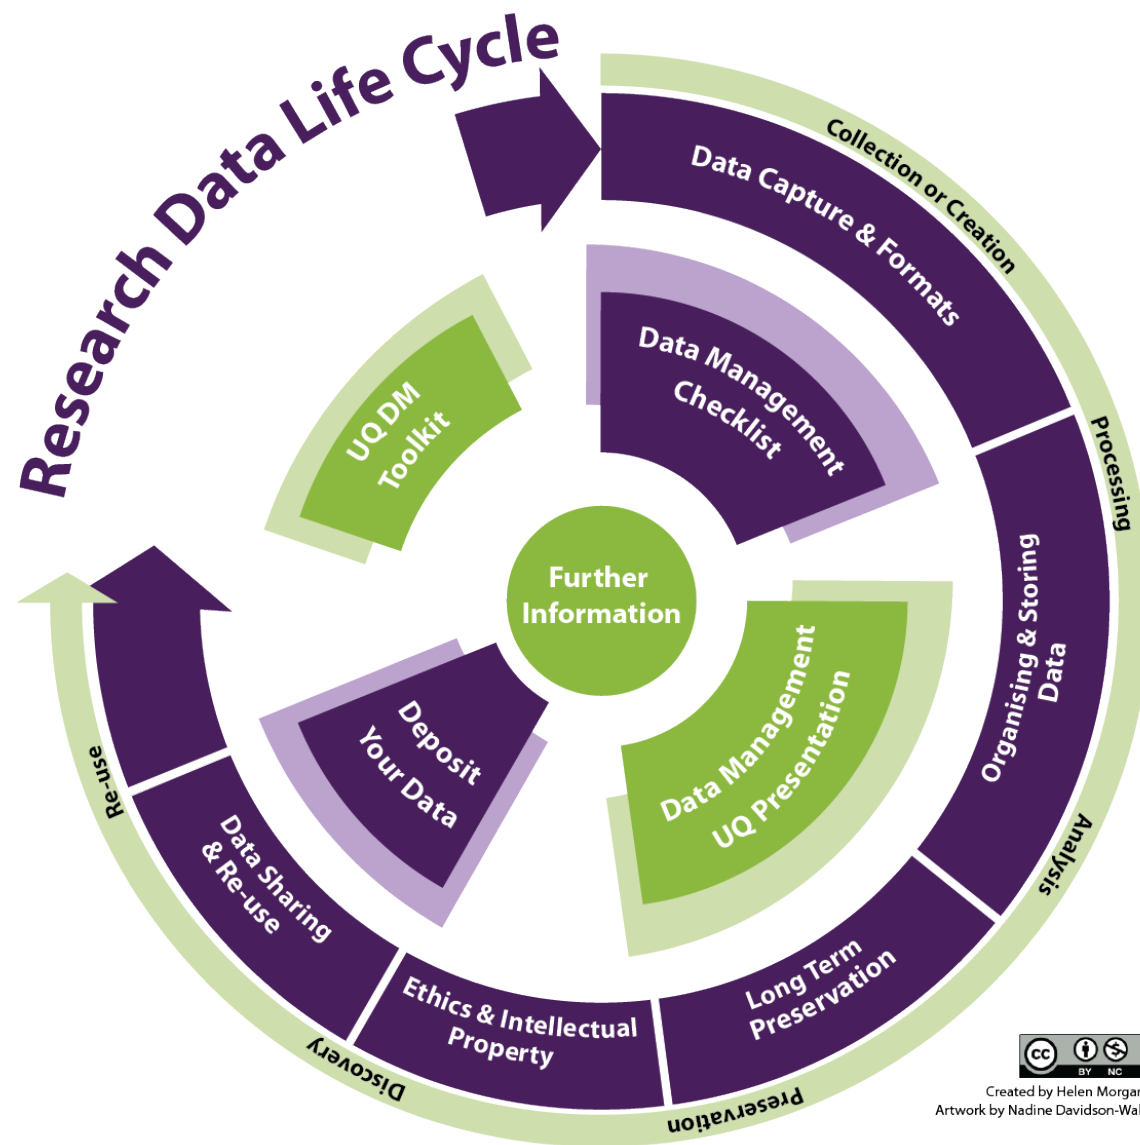 Research Data Life Cycle
Collection or Creation
Data Capture & Formats
Processing
Organising & Storing
Data
Analysis
Long Term
Preservation
Preservation
Ethics & Intellectual
Property
Discovery
Data Sharing
& Re-use
Re-use
Data Management
Checklist
Data Management
UQ Presentation
Deposit
Your Data
UQ DM
Toolkit
Further
Information
cc
BY NC
Created by Helen Morgan
Artwork by Nadine